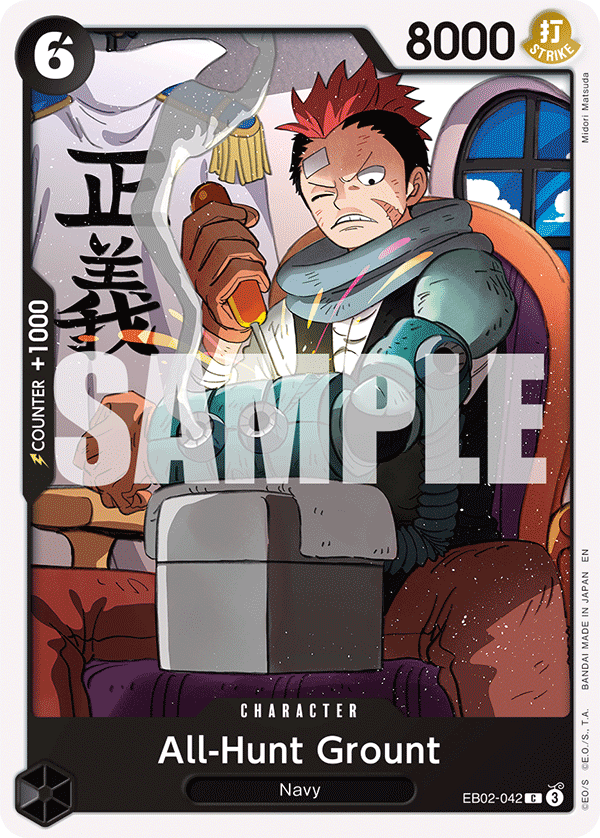 6
8000
打
STRIKE
Midori Matsuda
正義
COUNTER +1000
SAMPLE
CHARACTER
All-Hunt Grount
Navy
EB02-042 C 3
©EO/S ©E.O./S., T.A. BANDAI MADE IN JAPAN EN